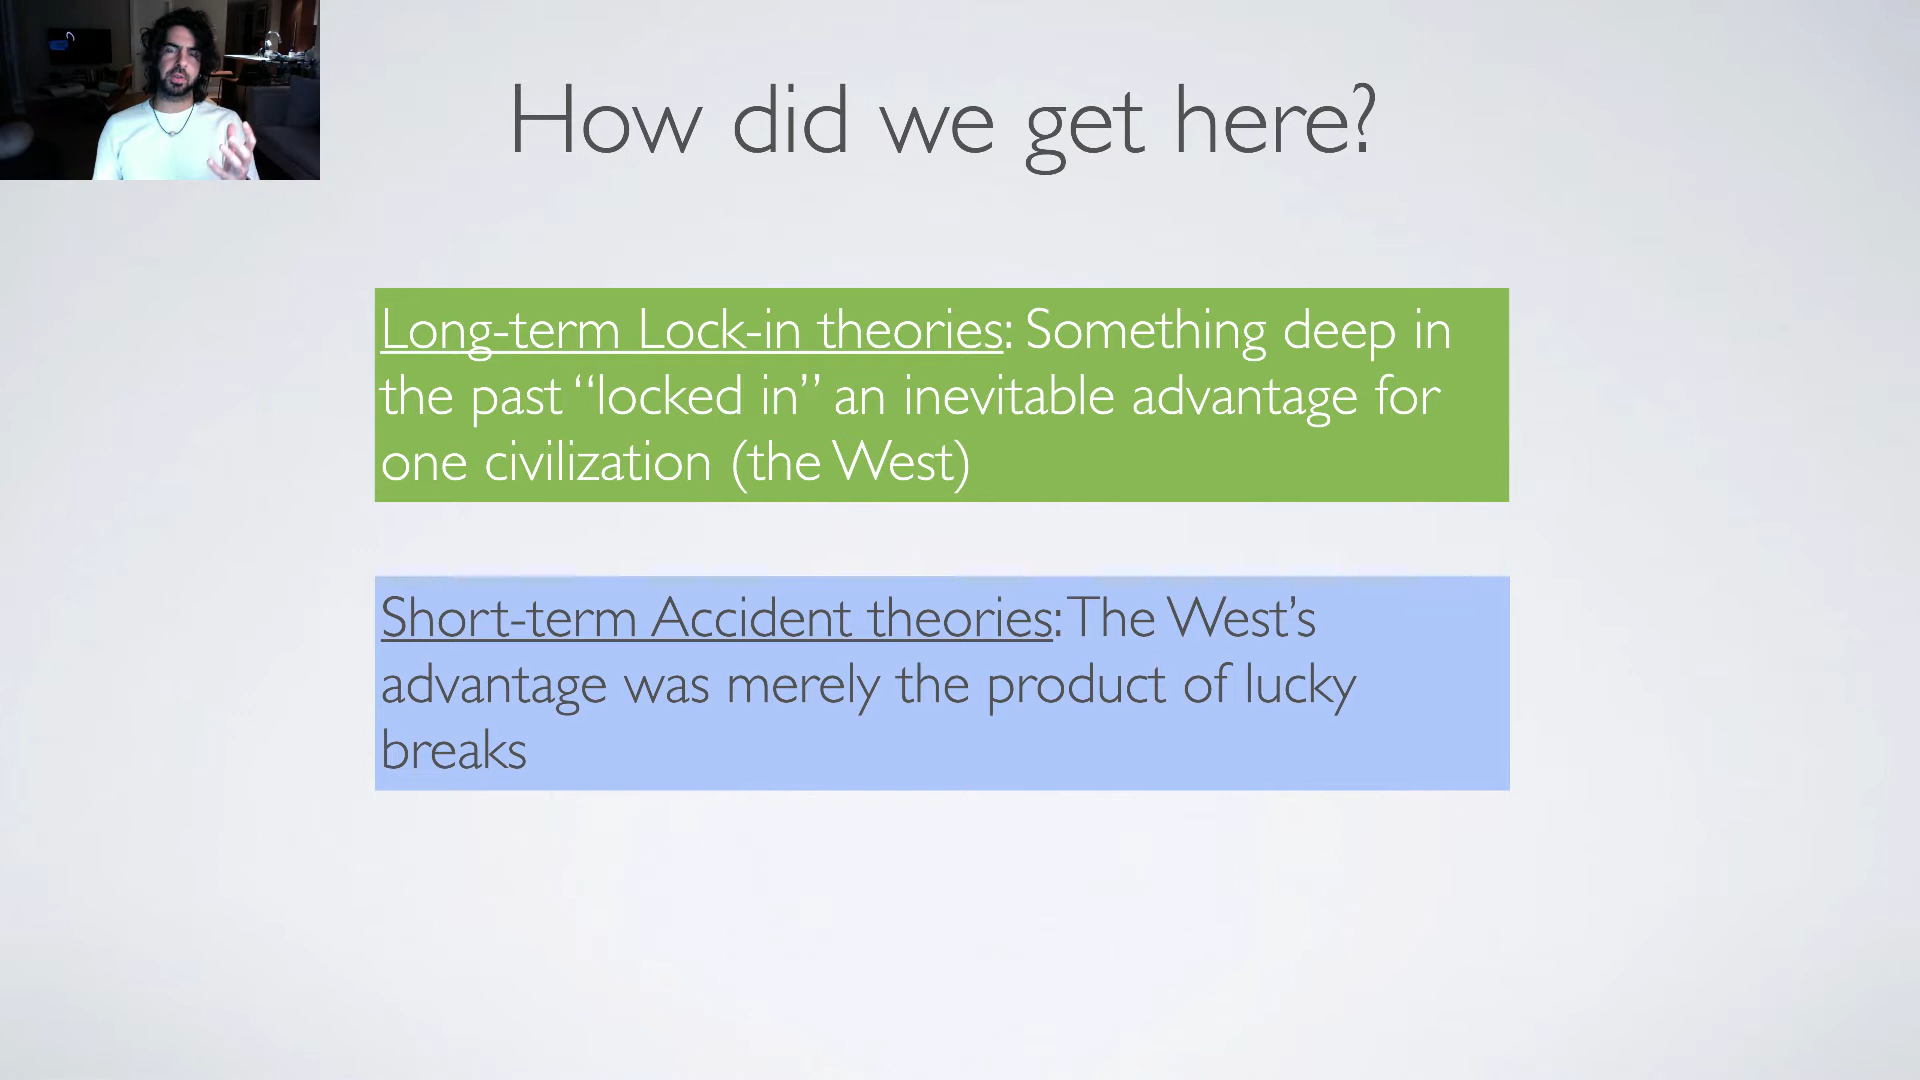 How did we get here?
Long-term Lock-in theories: Something deep in
the past “locked in” an inevitable advantage for
one civilization (the West)
Short-term Accident theories: The West’s
advantage was merely the product of lucky
breaks